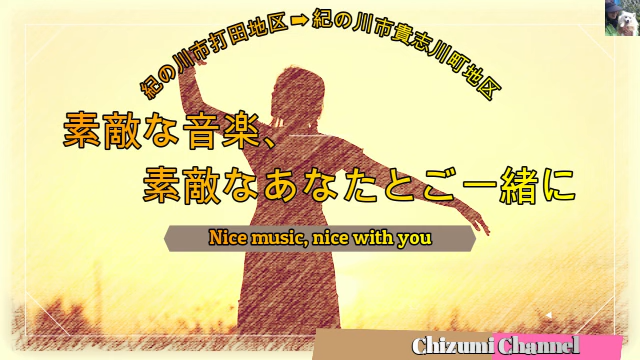 紀の川市打田地区➡紀の川市貴志川町地区
素敵な音楽、
素敵なあなたとご一緒に
Nice music, nice with you
Chizumi Channel